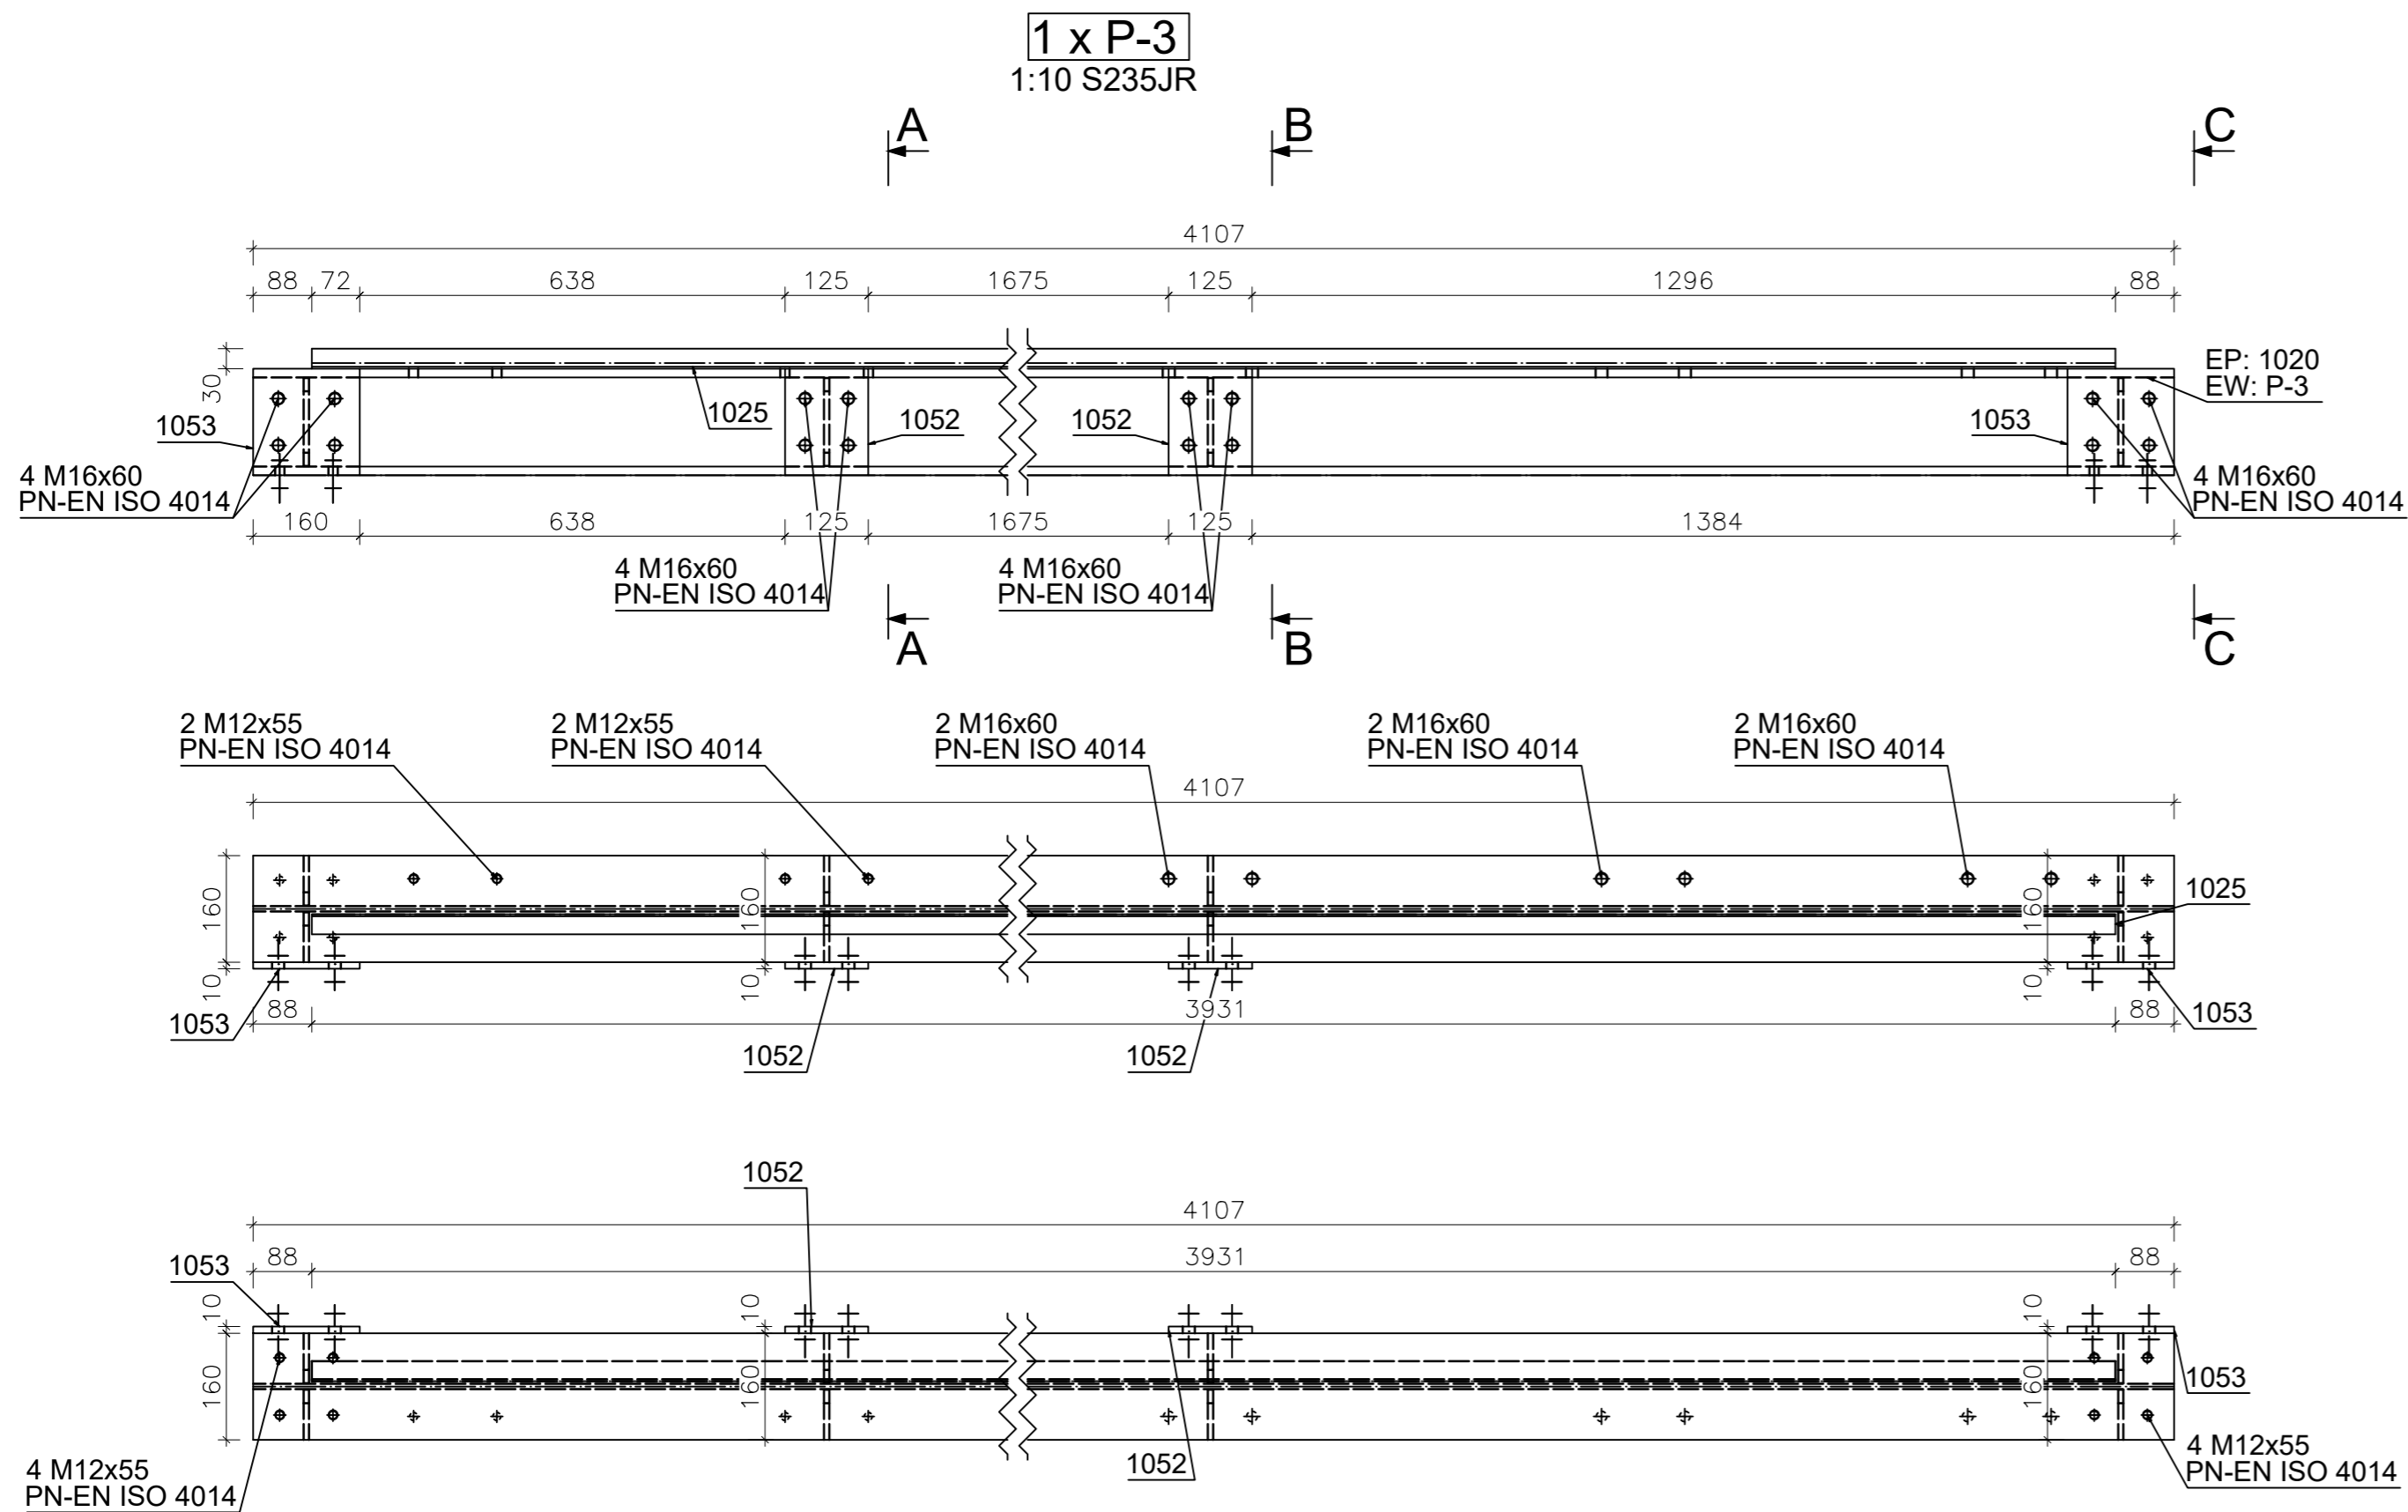 1 x P-3
1:10 S235JR
A
B
C
4107
88
72
638
125
1675
125
1296
88
30
EP: 1020
EW: P-3
1053
1025
1052
1052
1053
4 M16x60
PN-EN ISO 4014
4 M16x60
PN-EN ISO 4014
160
638
125
1675
125
1384
4 M16x60
PN-EN ISO 4014
4 M16x60
PN-EN ISO 4014
A
B
C
2 M12x55
PN-EN ISO 4014
2 M12x55
PN-EN ISO 4014
2 M16x60
PN-EN ISO 4014
2 M16x60
PN-EN ISO 4014
2 M16x60
PN-EN ISO 4014
4107
160
160
160
1025
10
10
10
88
3931
88
1053
1053
1052
1052
1052
4107
1053
88
3931
88
10
10
10
160
160
160
1053
1052
4 M12x55
PN-EN ISO 4014
4 M12x55
PN-EN ISO 4014